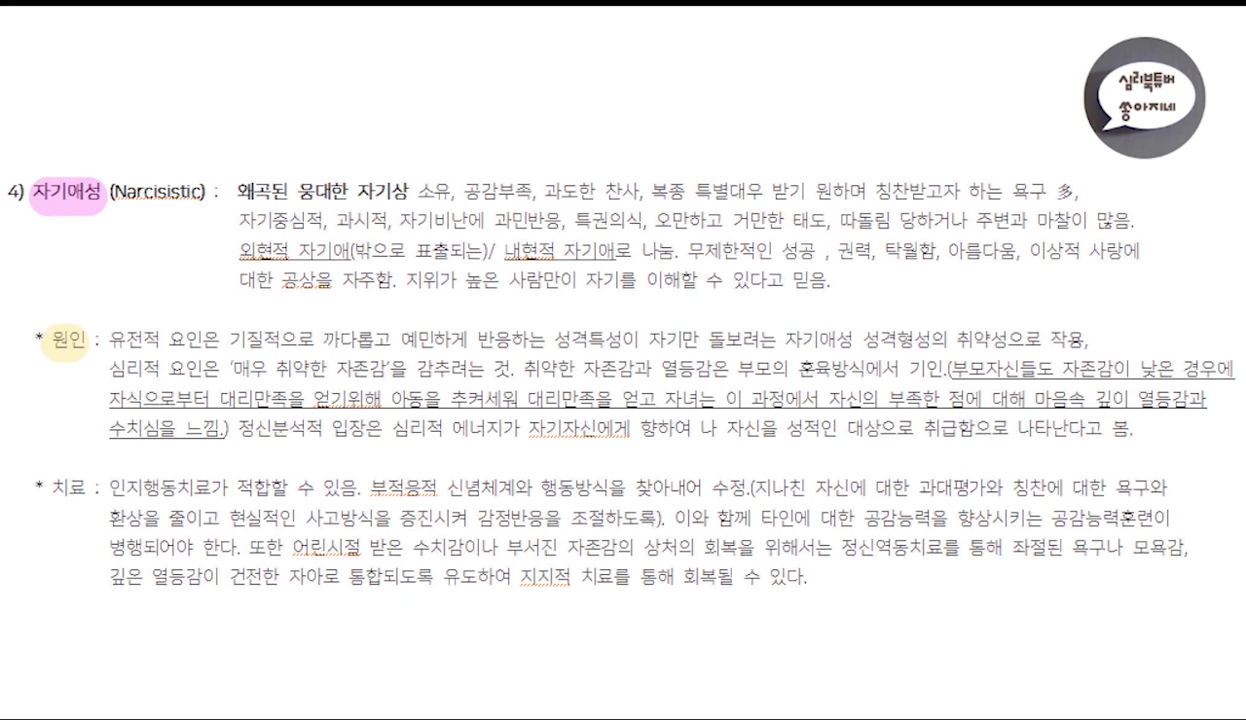 심리북튜버
쏭아지네
4) 자기애성 (Narcisistic) : 왜곡된 웅대한 자기상 소유, 공감부족, 과도한 찬사, 복종 특별대우 받기 원하며 칭찬받고자 하는 욕구 多,
자기중심적, 과시적, 자기비난에 과민반응, 특권의식, 오만하고 거만한 태도, 따돌림 당하거나 주변과 마찰이 많음.
외현적 자기애(밖으로 표출되는)/ 내현적 자기애로 나눔. 무제한적인 성공 , 권력, 탁월함, 아름다움, 이상적 사랑에
대한 공상을 자주함. 지위가 높은 사람만이 자기를 이해할 수 있다고 믿음.
* 원인 : 유전적 요인은 기질적으로 까다롭고 예민하게 반응하는 성격특성이 자기만 돌보려는 자기애성 성격형성의 취약성으로 작용,
심리적 요인은 ‘매우 취약한 자존감’을 감추려는 것. 취약한 자존감과 열등감은 부모의 훈육방식에서 기인.(부모자신들도 자존감이 낮은 경우에
자식으로부터 대리만족을 얻기위해 아동을 추켜세워 대리만족을 얻고 자녀는 이 과정에서 자신의 부족한 점에 대해 마음속 깊이 열등감과
수치심을 느낌.) 정신분석적 입장은 심리적 에너지가 자기자신에게 향하여 나 자신을 성적인 대상으로 취급함으로 나타난다고 봄.
* 치료 : 인지행동치료가 적합할 수 있음. 부적응적 신념체계와 행동방식을 찾아내어 수정.(지나친 자신에 대한 과대평가와 칭찬에 대한 욕구와
환상을 줄이고 현실적인 사고방식을 증진시켜 감정반응을 조절하도록). 이와 함께 타인에 대한 공감능력을 향상시키는 공감능력훈련이
병행되어야 한다. 또한 어린시절 받은 수치감이나 부서진 자존감의 상처의 회복을 위해서는 정신역동치료를 통해 좌절된 욕구나 모욕감,
깊은 열등감이 건전한 자아로 통합되도록 유도하여 지지적 치료를 통해 회복될 수 있다.